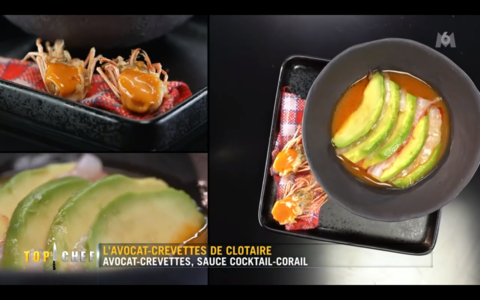 M6
TOP CHEF
L'AVOCAT-CREVETTES DE CLOTAIRE
AVOCAT-CREVETTES, SAUCE COCKTAIL-CORAIL